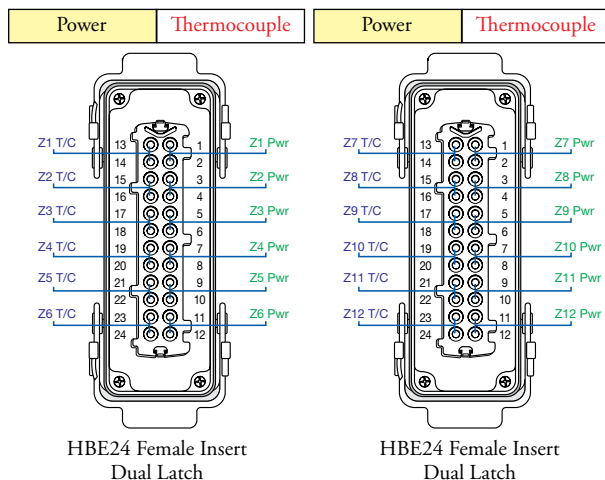 Power Thermocouple Power Thermocouple
Z1 T/C 13 1 Z1 Pwr Z7 T/C 13 1 Z7 Pwr
14 2 14 2
Z2 T/C 15 3 Z2 Pwr Z8 T/C 15 3 Z8 Pwr
16 4 16 4
Z3 T/C 17 5 Z3 Pwr Z9 T/C 17 5 Z9 Pwr
18 6 18 6
Z4 T/C 19 7 Z4 Pwr Z10 T/C 19 7 Z10 Pwr
20 8 20 8
Z5 T/C 21 9 Z5 Pwr Z11 T/C 21 9 Z11 Pwr
22 10 22 10
Z6 T/C 23 11 Z6 Pwr Z12 T/C 23 11 Z12 Pwr
24 12 24 12
HBE24 Female Insert HBE24 Female Insert
Dual Latch Dual Latch